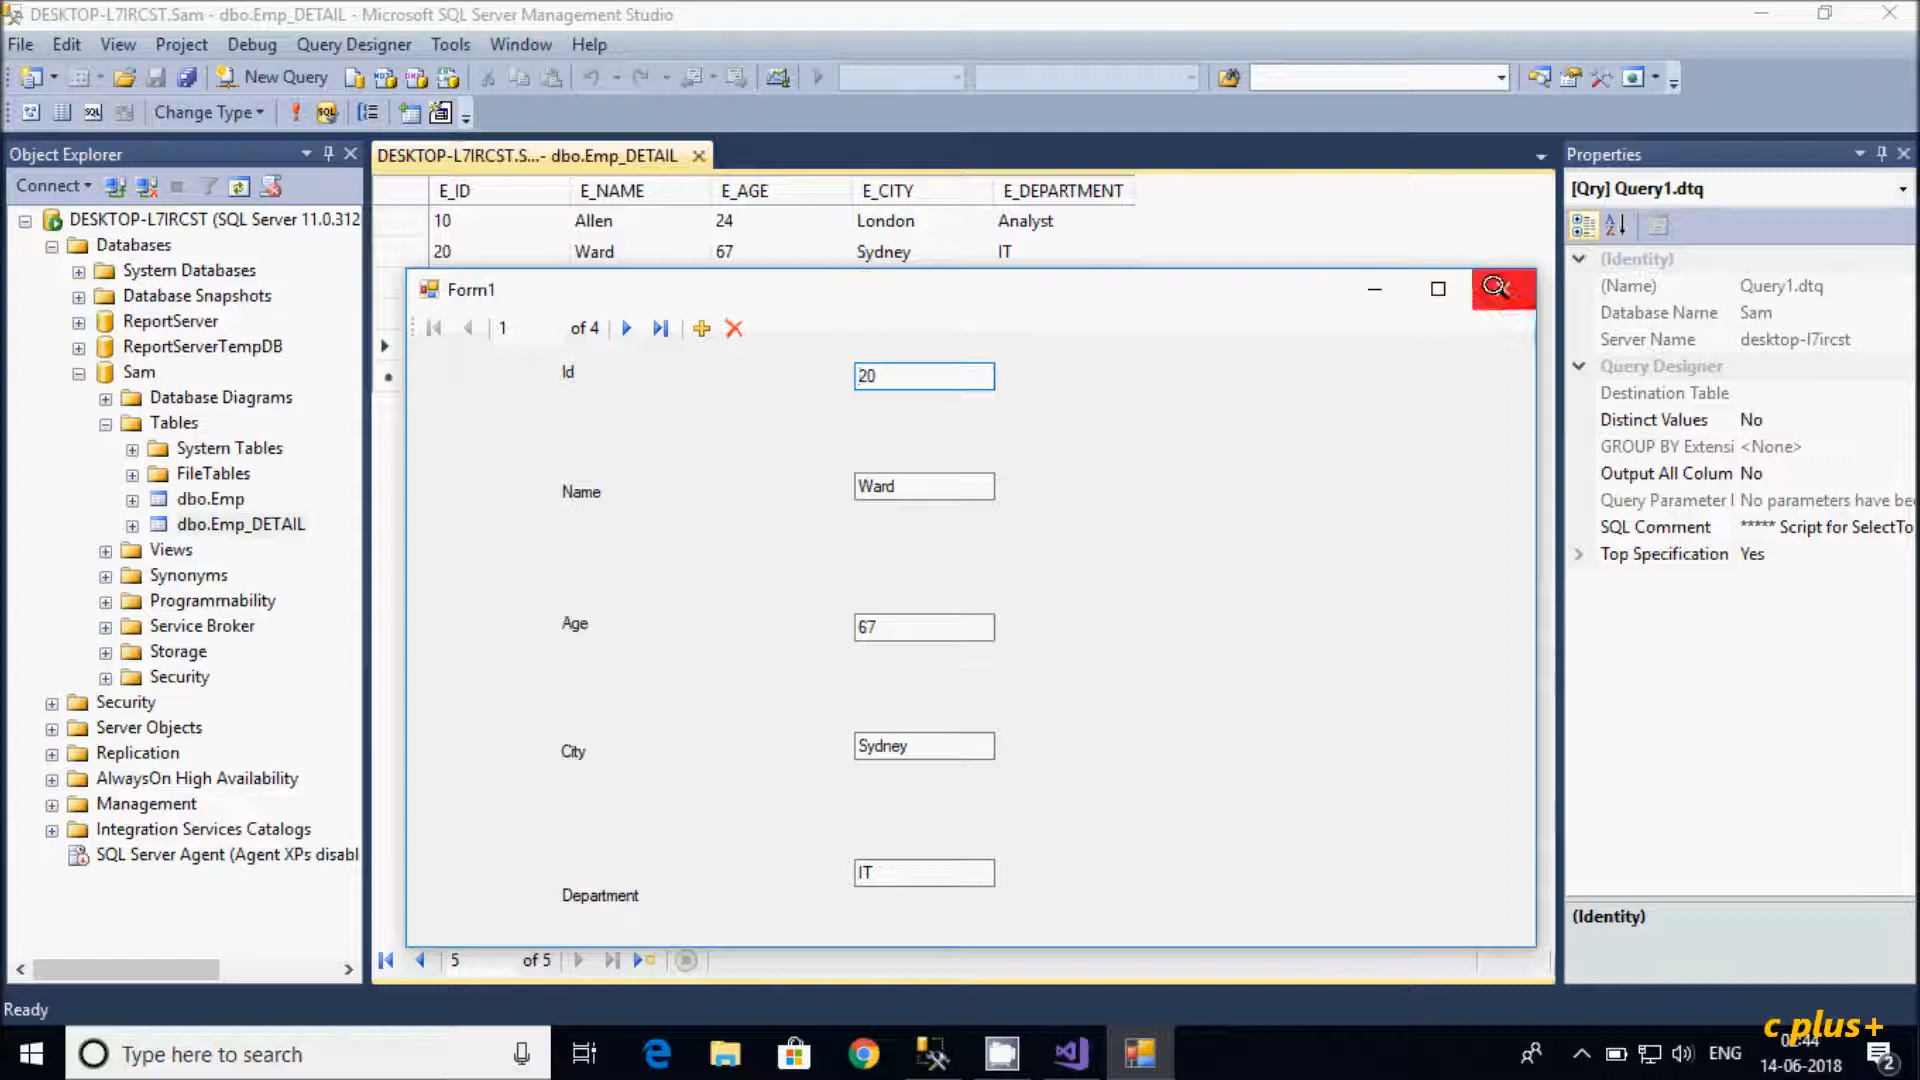 DESKTOP-L7IRCST.Sam - dbo.Emp_DETAIL - Microsoft SQL Server Management Studio
File Edit View Project Debug Query Designer Tools Window Help
New Query
Change Type
Object Explorer
Connect
DESKTOP-L7IRCST (SQL Server 11.0.312
Databases
System Databases
Database Snapshots
ReportServer
ReportServerTempDB
Sam
Database Diagrams
Tables
System Tables
FileTables
dbo.Emp
dbo.Emp_DETAIL
Views
Synonyms
Programmability
Service Broker
Storage
Security
Security
Server Objects
Replication
AlwaysOn High Availability
Management
Integration Services Catalogs
SQL Server Agent (Agent XPs disabl
DESKTOP-L7IRCST.S...- dbo.Emp_DETAIL
E_ID E_NAME E_AGE E_CITY E_DEPARTMENT
10 Allen 24 London Analyst
20 Ward 67 Sydney IT
Form1
1 of 4
Id 20
Name Ward
Age 67
City Sydney
Department IT
5 of 5
Properties
[Qry] Query1.dtq
(Identity)
(Name) Query1.dtq
Database Name Sam
Server Name desktop-l7ircst
Query Designer
Destination Table
Distinct Values No
GROUP BY Extensi <None>
Output All Colum No
Query Parameter l No parameters have bee
SQL Comment ***** Script for SelectTo
Top Specification Yes
(Identity)
Ready
c plus+
Type here to search
ENG
14-06-2018
2